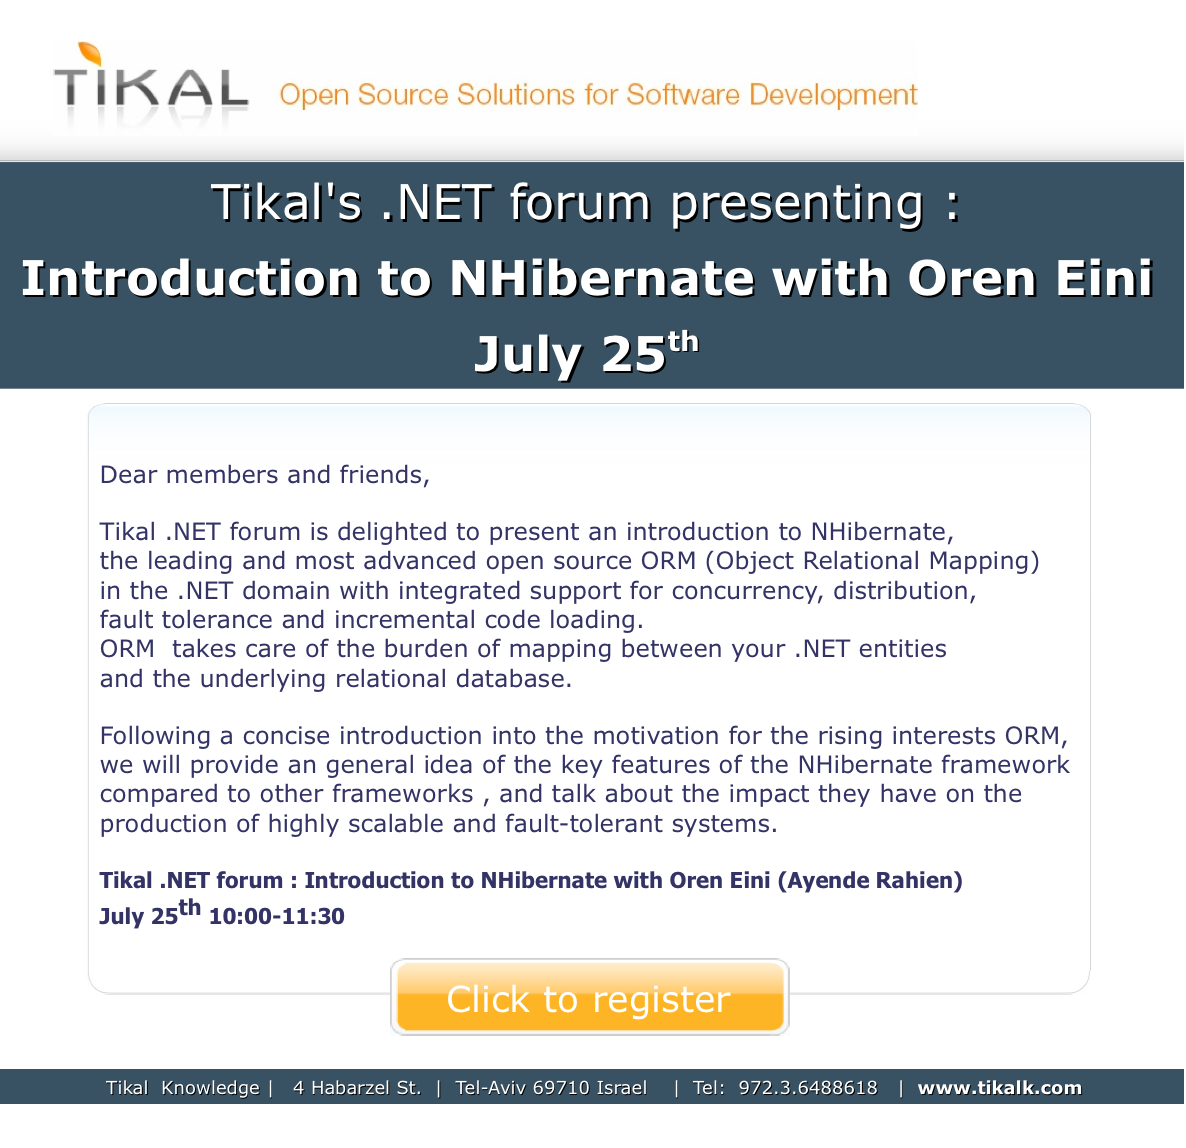 TIKAL Open Source Solutions for Software Development
Tikal's .NET forum presenting :
Introduction to NHibernate with Oren Eini
July 25th
Dear members and friends,
Tikal .NET forum is delighted to present an introduction to NHibernate,
the leading and most advanced open source ORM (Object Relational Mapping)
in the .NET domain with integrated support for concurrency, distribution,
fault tolerance and incremental code loading.
ORM  takes care of the burden of mapping between your .NET entities
and the underlying relational database.
Following a concise introduction into the motivation for the rising interests ORM,
we will provide an general idea of the key features of the NHibernate framework
compared to other frameworks , and talk about the impact they have on the
production of highly scalable and fault-tolerant systems.
Tikal .NET forum : Introduction to NHibernate with Oren Eini (Ayende Rahien)
July 25th 10:00-11:30
Click to register
Tikal  Knowledge |   4 Habarzel St.  |  Tel-Aviv 69710 Israel    |  Tel:  972.3.6488618   |  www.tikalk.com